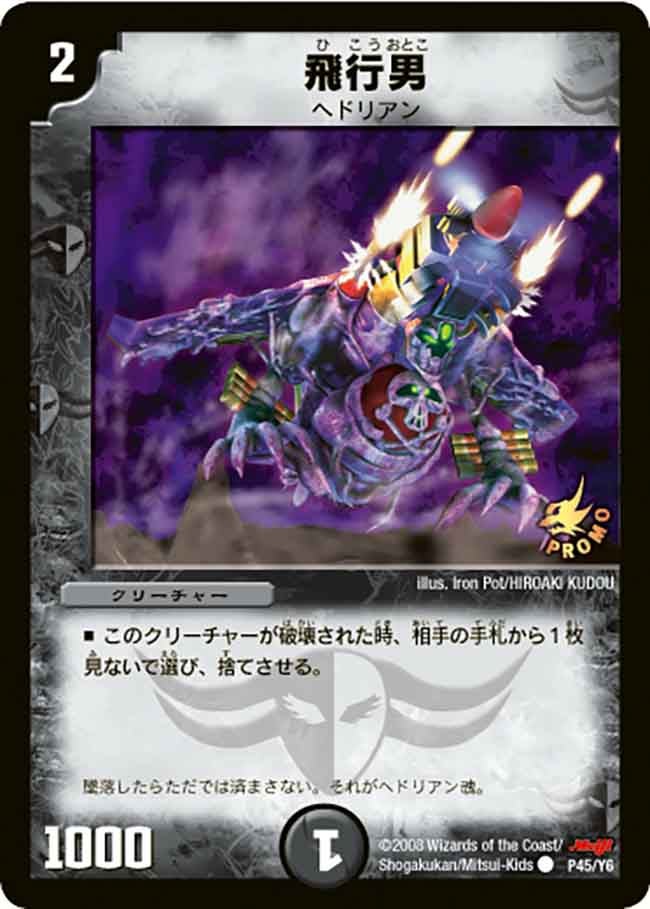 2
ひこうおとこ
飛行男
ヘドリアン
PROMO
illus. Iron Pot/HIROAKI KUDOU
クリーチャー
■ このクリーチャーが破壊された時、相手の手札から1枚
見ないで選び、捨てさせる。
墜落したらただでは済まさない。それがヘドリアン魂。
1000
1
©2008 Wizards of the Coast/
Shogakukan/Mitsui-Kids
P45/Y6